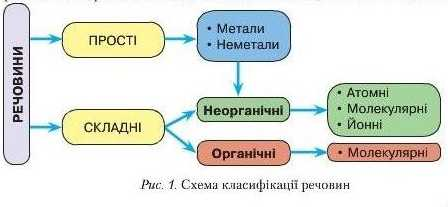 РЕЧОВИНИ
ПРОСТІ
• Метали
• Неметали
СКЛАДНІ
Неорганічні
• Атомні
• Молекулярні
• Йонні
Органічні
• Молекулярні
Рис. 1. Схема класифікації речовин